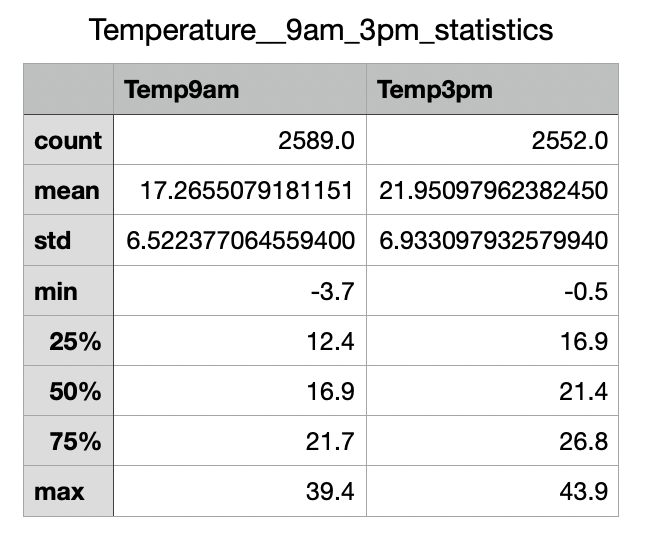 Temperature__9am_3pm_statistics
Temp9am Temp3pm
count 2589.0 2552.0
mean 17.2655079181151 21.95097962382450
std 6.522377064559400 6.933097932579940
min -3.7 -0.5
25% 12.4 16.9
50% 16.9 21.4
75% 21.7 26.8
max 39.4 43.9